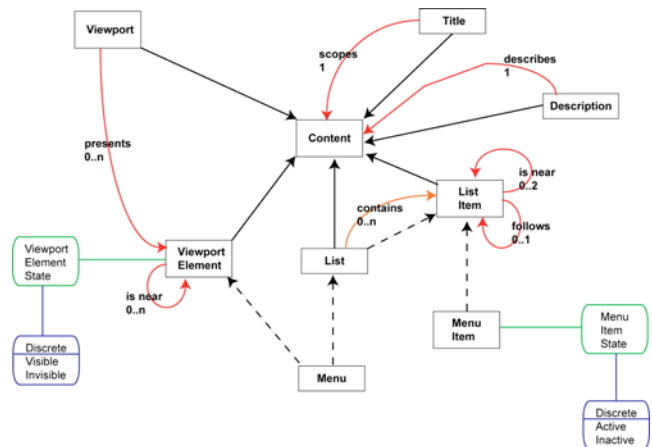 Viewport
Title
scopes
1
describes
1
Description
Content
presents
0..n
is near
0..2
List
Item
contains
0..n
follows
0..1
Viewport
Element
State
Viewport
Element
List
is near
0..n
Menu
Item
Menu
Item
State
Discrete
Visible
Invisible
Menu
Discrete
Active
Inactive